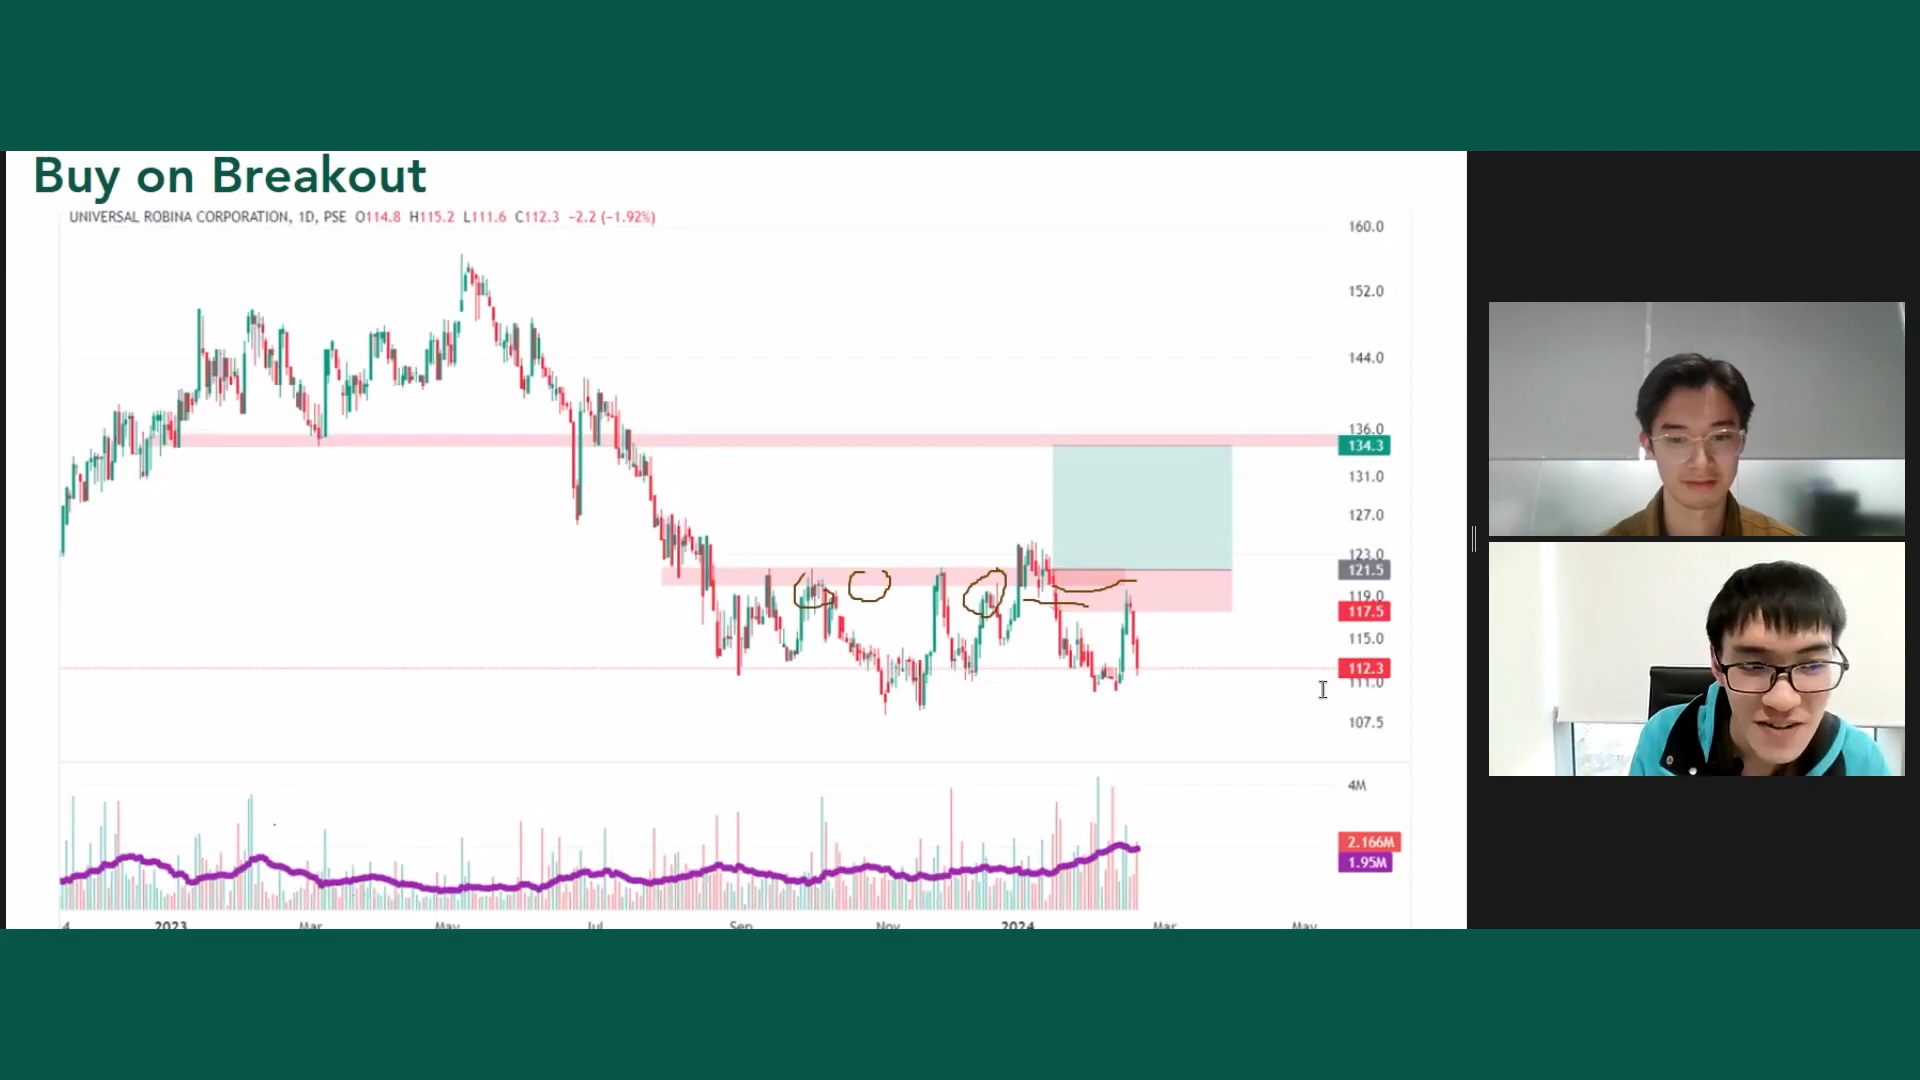 Buy on Breakout
UNIVERSAL ROBINA CORPORATION, 1D, PSE O114.8 H115.2 L111.6 C112.3 −2.2 (−1.92%)
160.0
152.0
144.0
136.0
134.3
131.0
127.0
123.0
121.5
119.0
117.5
115.0
112.3
111.0
107.5
4M
2.166M
1.95M
4 2023 Mar May Jul Sep Nov 2024 Mar May